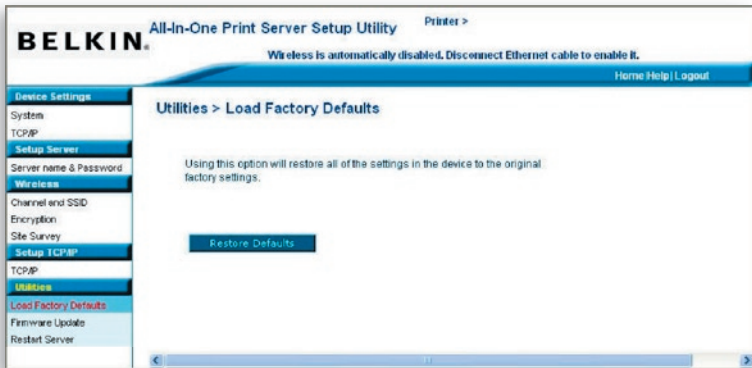 BELKIN.
All-In-One Print Server Setup Utility
Printer >
Wireless is automatically disabled. Disconnect Ethernet cable to enable it.
Home Help| Logout
Device Settings
System
TCP/IP
Setup Server
Server name & Password
Wireless
Channel and SSID
Encryption
Site Survey
Setup TCP/IP
TCP/IP
Utilities
Load Factory Defaults
Firmware Update
Restart Server
Utilities > Load Factory Defaults
Using this option will restore all of the settings in the device to the original
factory settings.
Restore Defaults